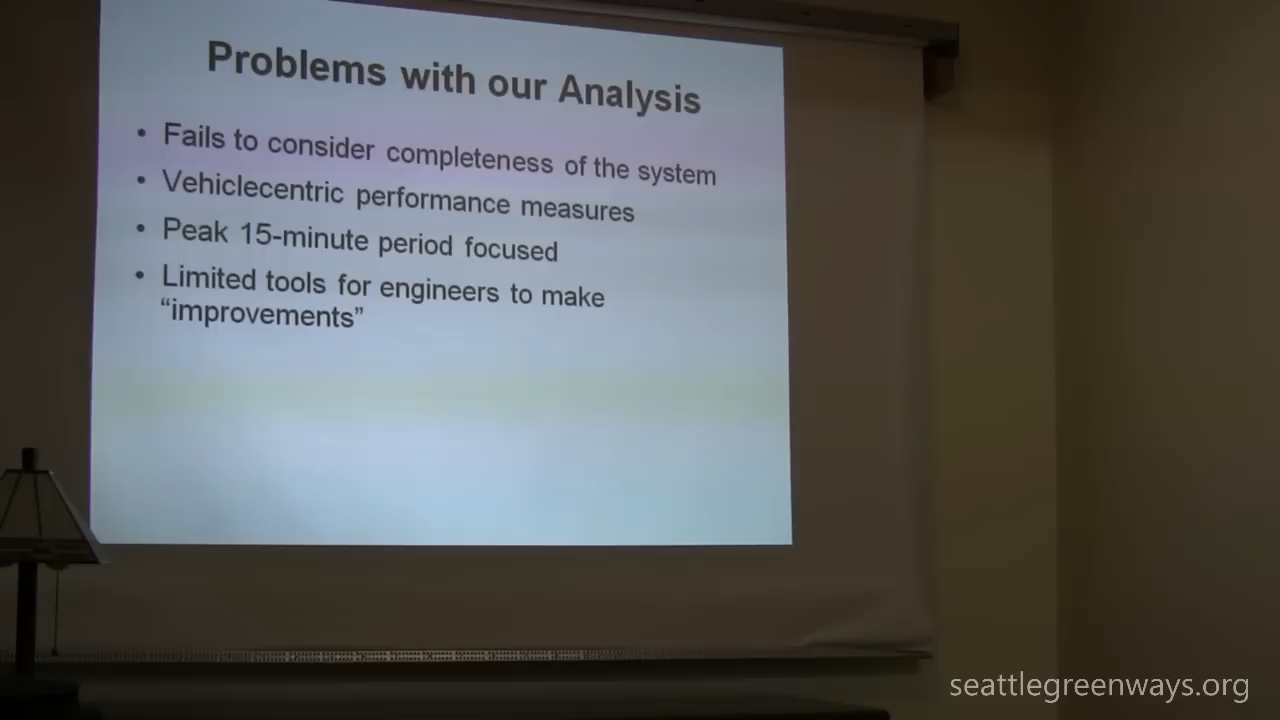 Problems with our Analysis
• Fails to consider completeness of the system
• Vehiclecentric performance measures
• Peak 15-minute period focused
• Limited tools for engineers to make
“improvements”
seattlegreenways.org